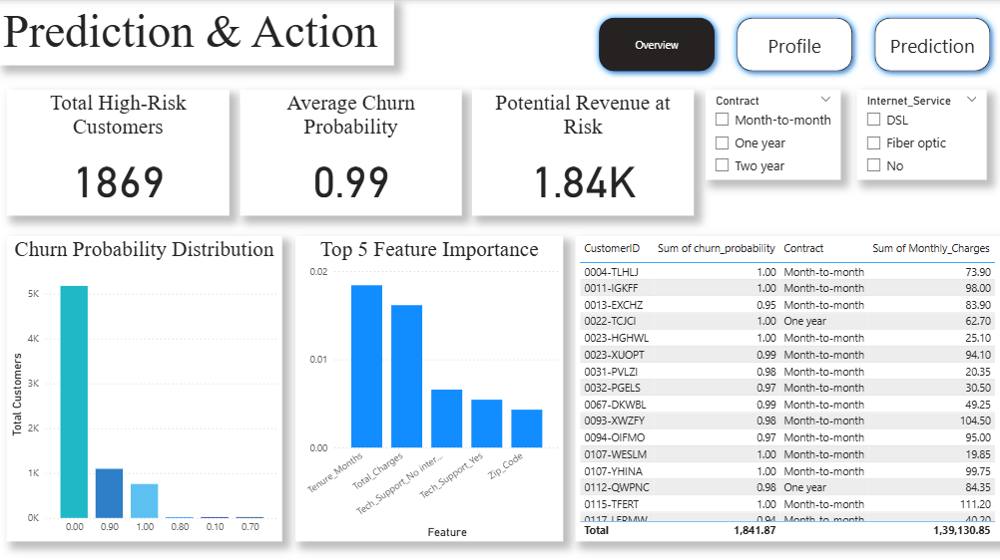 Prediction & Action
Overview
Profile
Prediction
Total High-Risk
Customers
1869
Average Churn
Probability
0.99
Potential Revenue at
Risk
1.84K
Contract
Month-to-month
One year
Two year
Internet_Service
DSL
Fiber optic
No
Churn Probability Distribution
Total Customers
5K
4K
3K
2K
1K
0K
0.00 0.90 1.00 0.80 0.10 0.70
Top 5 Feature Importance
0.02
0.01
0.00
Tenure_Months
Total_Charges
Tech_Support_No inter...
Tech_Support_Yes
Zip_Code
Feature
CustomerID Sum of churn_probability Contract Sum of Monthly_Charges
0004-TLHLJ 1.00 Month-to-month 73.90
0011-IGKFF 1.00 Month-to-month 98.00
0013-EXCHZ 0.95 Month-to-month 83.90
0022-TCJCI 1.00 One year 62.70
0023-HGHWL 1.00 Month-to-month 25.10
0023-XUOPT 0.99 Month-to-month 94.10
0031-PVLZI 0.98 Month-to-month 20.35
0032-PGELS 0.97 Month-to-month 30.50
0067-DKWBL 0.99 Month-to-month 49.25
0093-XWZFY 0.98 Month-to-month 104.50
0094-OIFMO 0.97 Month-to-month 95.00
0107-WESLM 1.00 Month-to-month 19.85
0107-YHINA 1.00 Month-to-month 99.75
0112-QWPNC 0.98 One year 84.35
0115-TFERT 1.00 Month-to-month 111.20
0117-LFRMW 0.94 Month-to-month 40.20
Total 1,841.87 1,39,130.85